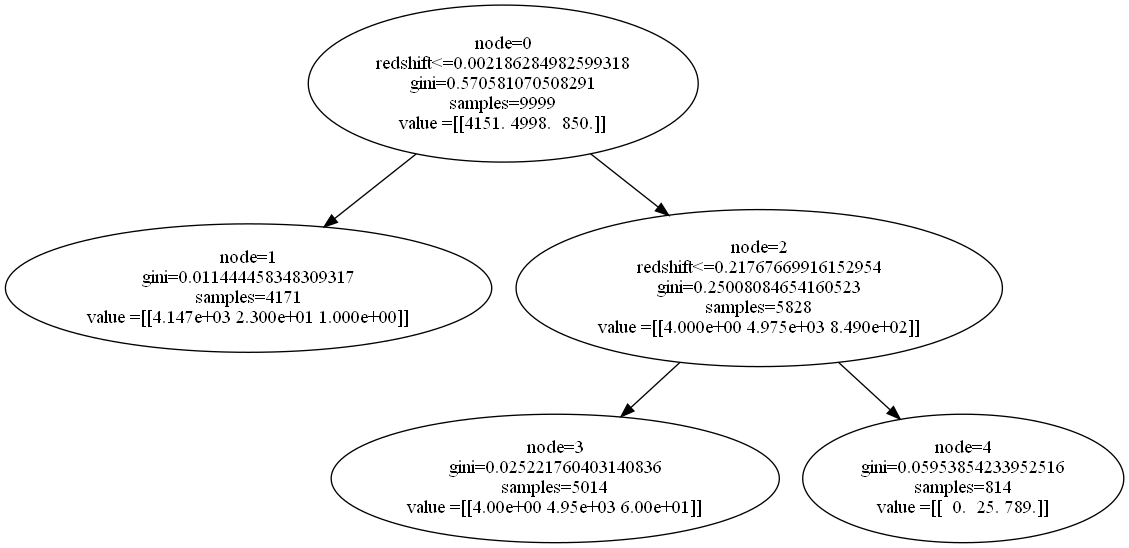 node=0
redshift<=0.002186284982599318
gini=0.570581070508291
samples=9999
value =[[4151. 4998.  850.]]
node=1
gini=0.011444458348309317
samples=4171
value =[[4.147e+03 2.300e+01 1.000e+00]]
node=2
redshift<=0.21767669916152954
gini=0.25008084654160523
samples=5828
value =[[4.000e+00 4.975e+03 8.490e+02]]
node=3
gini=0.025221760403140836
samples=5014
value =[[4.00e+00 4.95e+03 6.00e+01]]
node=4
gini=0.05953854233952516
samples=814
value =[[  0.  25. 789.]]